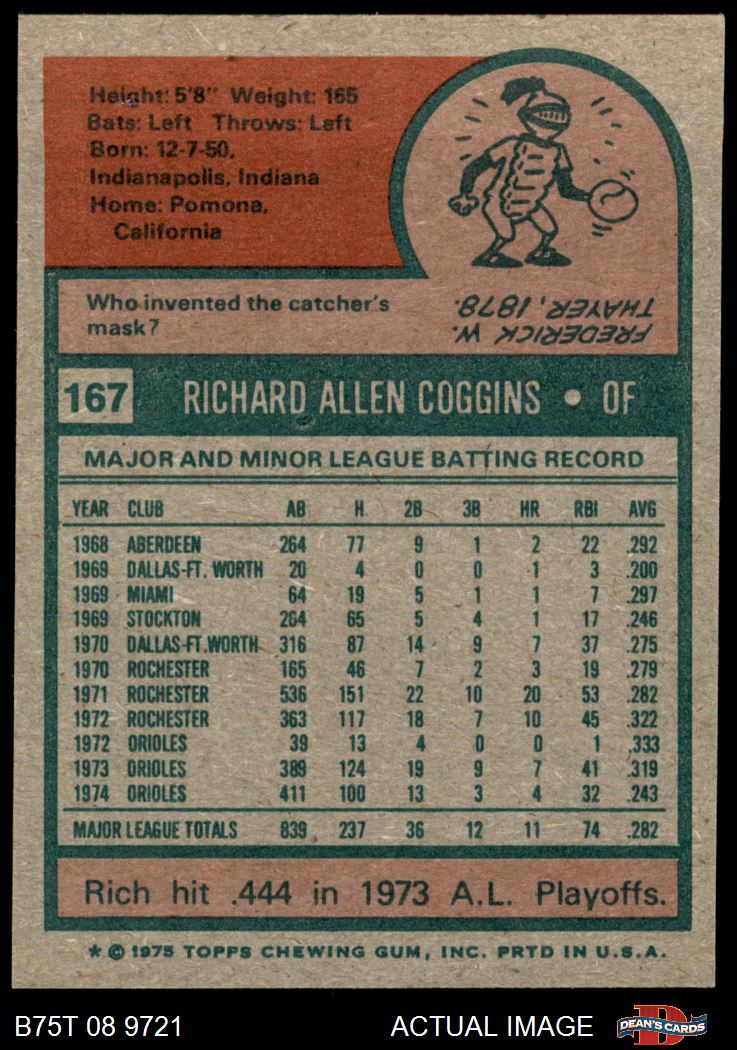 Height: 5'8" Weight: 165
Bats: Left Throws: Left
Born: 12-7-50,
Indianapolis, Indiana
Home: Pomona,
California
Who invented the catcher's
mask?
FREDERICK W.
THAYER, 1878.
167 RICHARD ALLEN COGGINS • OF
MAJOR AND MINOR LEAGUE BATTING RECORD
YEAR CLUB AB H 2B 3B HR RBI AVG
1968 ABERDEEN 264 77 9 1 2 22 .292
1969 DALLAS-FT. WORTH 20 4 0 0 1 3 .200
1969 MIAMI 64 19 5 1 1 7 .297
1969 STOCKTON 264 65 5 4 1 17 .246
1970 DALLAS-FT.WORTH 316 87 14 9 7 37 .275
1970 ROCHESTER 165 46 7 2 3 19 .279
1971 ROCHESTER 536 151 22 10 20 53 .282
1972 ROCHESTER 363 117 18 7 10 45 .322
1972 ORIOLES 39 13 4 0 0 1 .333
1973 ORIOLES 389 124 19 9 7 41 .319
1974 ORIOLES 411 100 13 3 4 32 .243
MAJOR LEAGUE TOTALS 839 237 36 12 11 74 .282
Rich hit .444 in 1973 A.L. Playoffs.
* © 1975 TOPPS CHEWING GUM, INC. PRTD IN U.S.A.
B75T 08 9721 ACTUAL IMAGE D DEAN'S CARDS